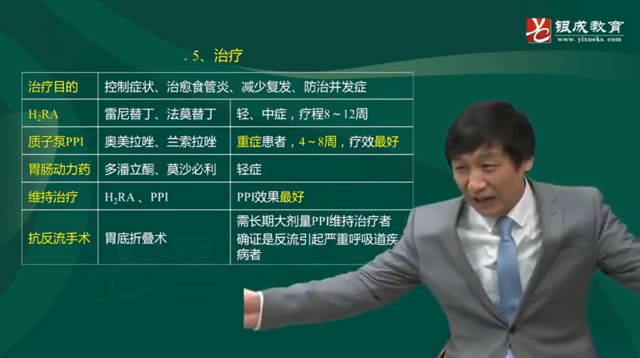 银成教育
www.yixueks.com
5、治疗
治疗目的 控制症状、治愈食管炎、减少复发、防治并发症
H₂RA 雷尼替丁、法莫替丁 轻、中症，疗程8～12周
质子泵PPI 奥美拉唑、兰索拉唑 重症患者，4～8周，疗效最好
胃肠动力药 多潘立酮、莫沙必利 轻症
维持治疗 H₂RA 、PPI PPI效果最好
抗反流手术 胃底折叠术 需长期大剂量PPI维持治疗者
确证是反流引起严重呼吸道疾
病者
银成教育